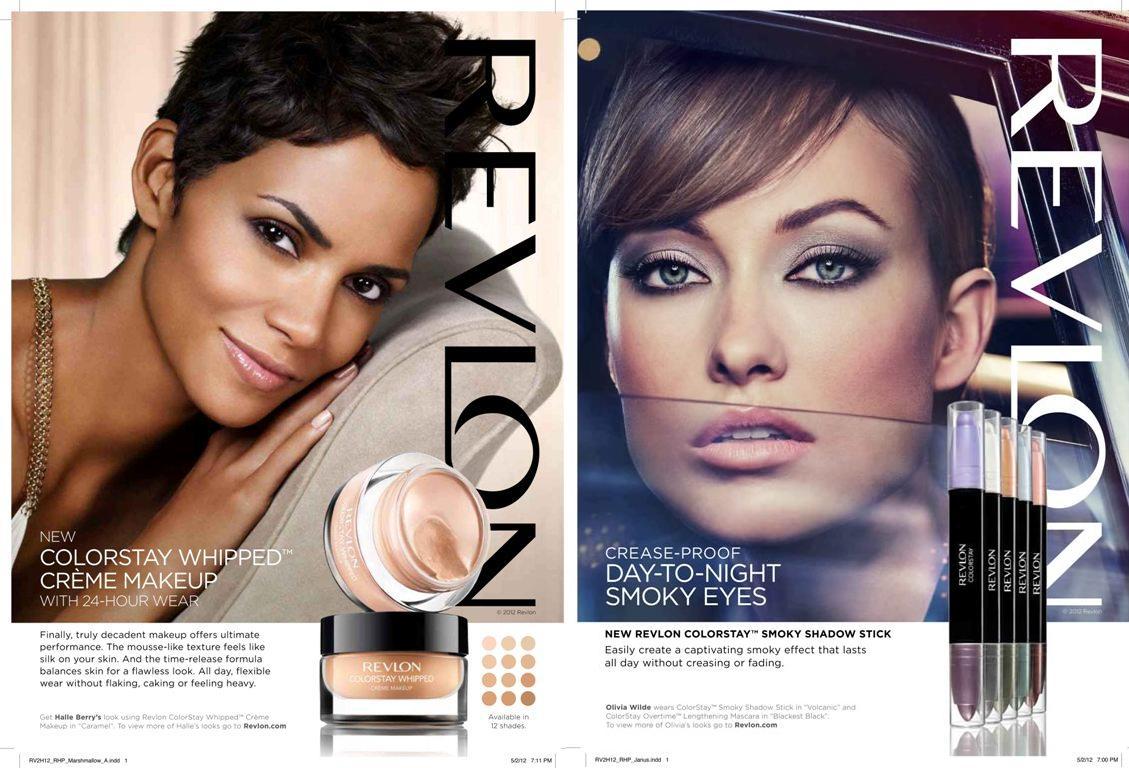 REVLON
NEW
COLORSTAY WHIPPED™
CRÈME MAKEUP
WITH 24-HOUR WEAR
© 2012 Revlon
Finally, truly decadent makeup offers ultimate
performance. The mousse-like texture feels like
silk on your skin. And the time-release formula
balances skin for a flawless look. All day, flexible
wear without flaking, caking or feeling heavy.
Get Halle Berry's look using Revlon ColorStay Whipped™ Crème
Makeup in "Caramel". To view more of Halle's looks go to Revlon.com
REVLON
REVLON
COLORSTAY WHIPPED
CRÈME MAKEUP
Available in
12 shades.
RV2H12_RHP_Marshmallow_A.indd 1
5/2/12 7:11 PM
REVLON
CREASE-PROOF
DAY-TO-NIGHT
SMOKY EYES
© 2012 Revlon
REVLON
COLORSTAY
REVLON
REVLON
REVLON
REVLON
NEW REVLON COLORSTAY™ SMOKY SHADOW STICK
Easily create a captivating smoky effect that lasts
all day without creasing or fading.
Olivia Wilde wears ColorStay™ Smoky Shadow Stick in "Volcanic" and
ColorStay Overtime™ Lengthening Mascara in "Blackest Black".
To view more of Olivia's looks go to Revlon.com
RV2H12_RHP_Janus.indd 1
5/2/12 7:00 PM